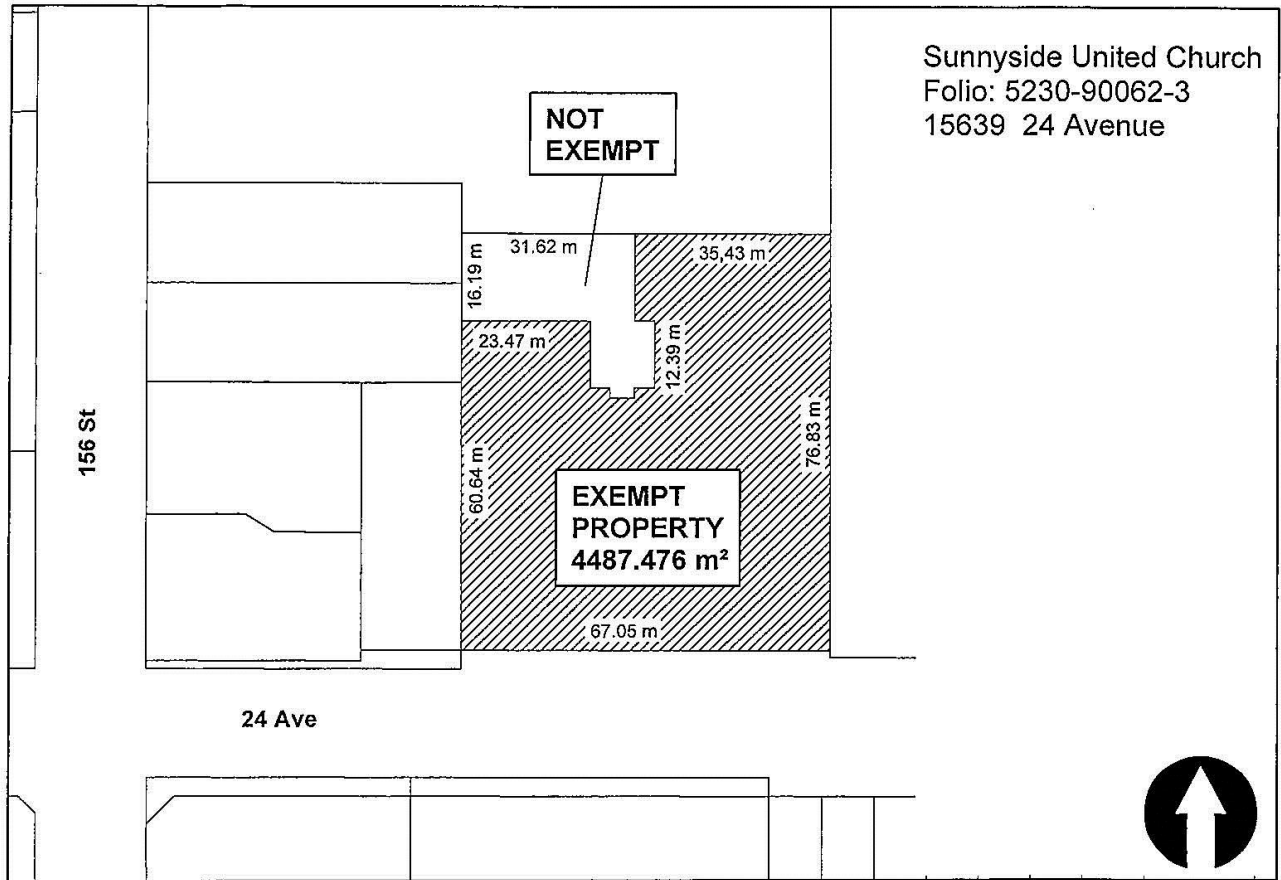 Sunnyside United Church
Folio: 5230-90062-3
15639 24 Avenue
NOT
EXEMPT
31.62 m
35,43 m
16.19 m
23.47 m
12.39 m
156 St
60.64 m
76.83 m
EXEMPT
PROPERTY
4487.476 m²
67.05 m
24 Ave